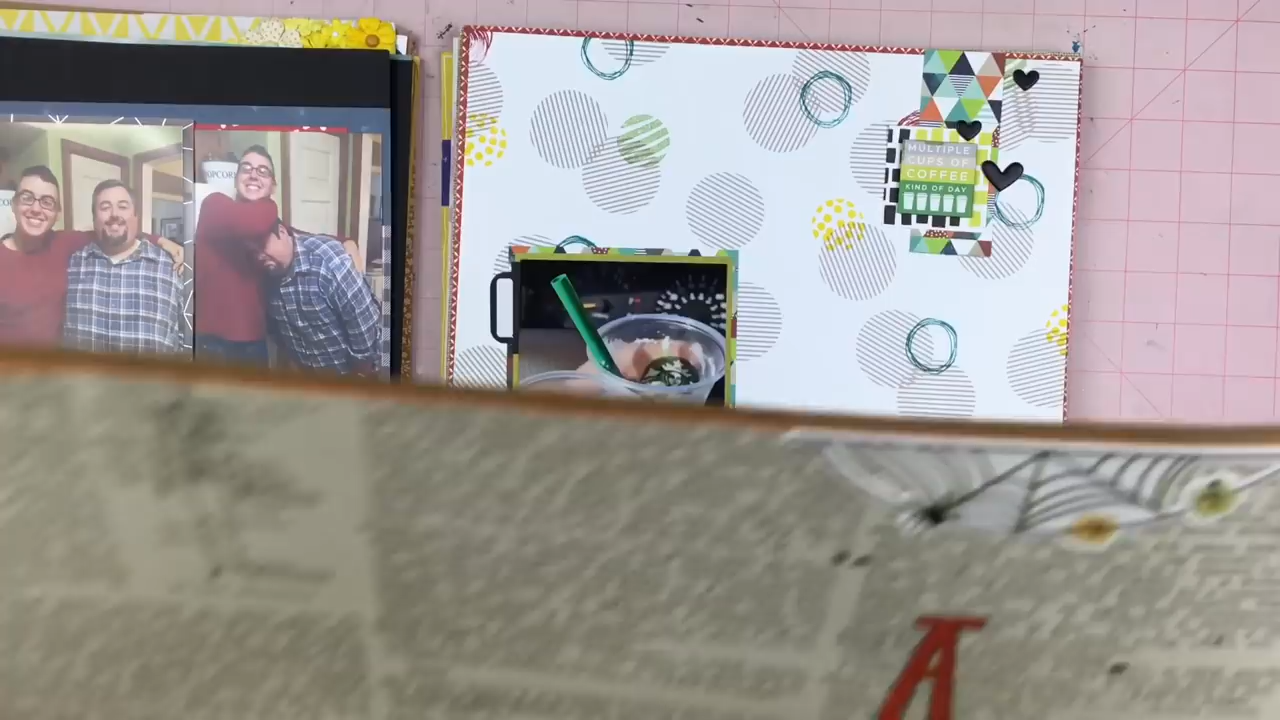 MULTIPLE
CUPS OF
COFFEE
KIND OF DAY
A